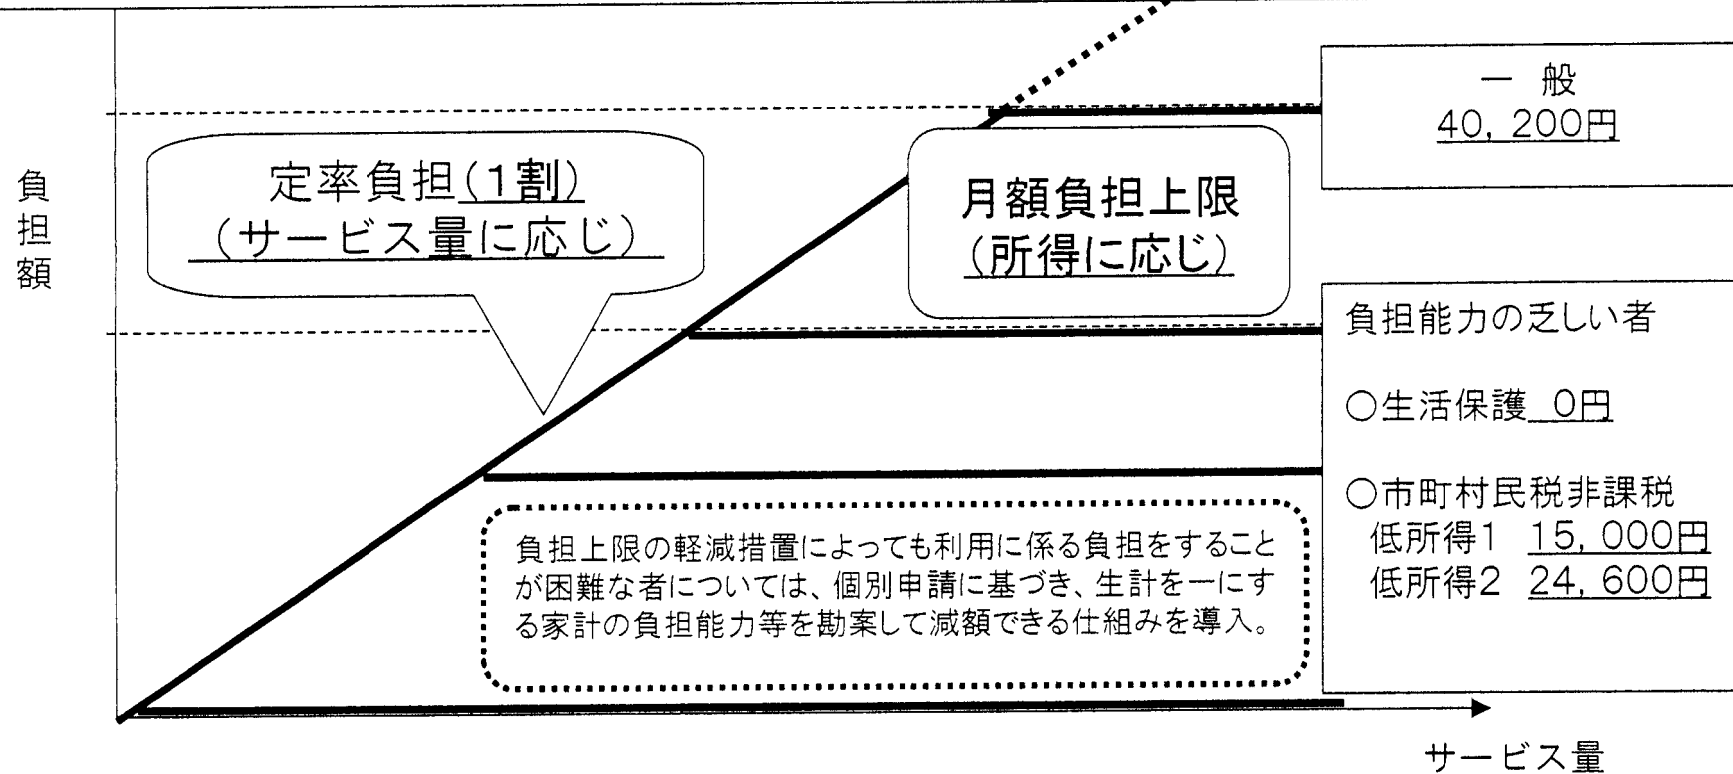 負担額
定率負担(1割)
(サービス量に応じ)
月額負担上限
(所得に応じ)
一般
40,200円
負担能力の乏しい者
○生活保護 0円
○市町村民税非課税
低所得1 15,000円
低所得2 24,600円
負担上限の軽減措置によっても利用に係る負担をすること
が困難な者については、個別申請に基づき、生計を一にす
る家計の負担能力等を勘案して減額できる仕組みを導入。
サービス量